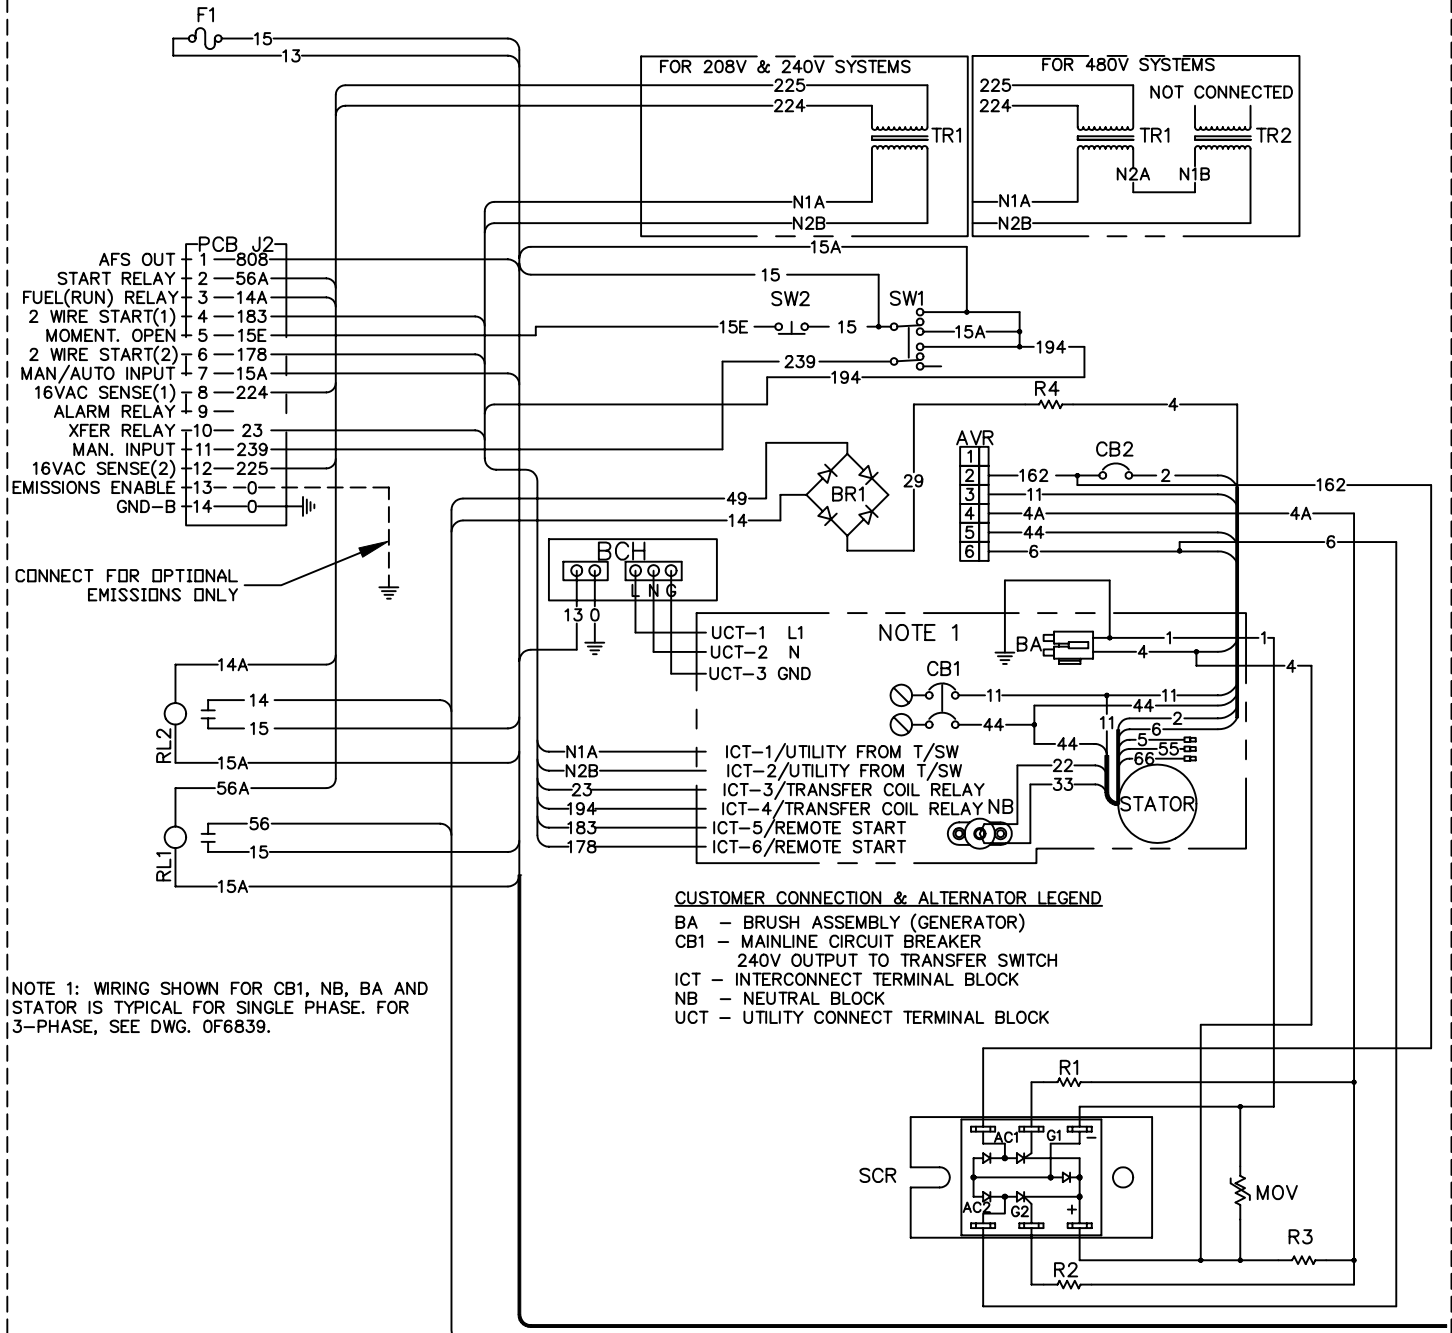 F1
15
13
FOR 208V & 240V SYSTEMS
225
224
TR1
N1A
N2B
FOR 480V SYSTEMS
225
224
NOT CONNECTED
TR1
TR2
N2A
N1B
N1A
N2B
15A
15
SW2
SW1
15E
15
15A
194
239
194
PCB J2
AFS OUT 1 808
START RELAY 2 56A
FUEL(RUN) RELAY 3 14A
2 WIRE START(1) 4 183
MOMENT. OPEN 5 15E
2 WIRE START(2) 6 178
MAN/AUTO INPUT 7 15A
16VAC SENSE(1) 8 224
ALARM RELAY 9
XFER RELAY 10 23
MAN. INPUT 11 239
16VAC SENSE(2) 12 225
EMISSIONS ENABLE 13 0
GND-B 14 0
CONNECT FOR OPTIONAL
EMISSIONS ONLY
R4
4
29
BR1
49
14
AVR
1
2 162 CB2 2 162
3 11
4 4A 4A
5 44
6 6 6
BCH
L N G
13 0
UCT-1 L1
UCT-2 N
UCT-3 GND
NOTE 1
BA
1 1
4 4
CB1
11 11
44 44
11
2
6
5
55
66
44
22
33
STATOR
NB
14A
14
15
RL2
15A
56A
56
15
RL1
15A
N1A ICT-1/UTILITY FROM T/SW
N2B ICT-2/UTILITY FROM T/SW
23 ICT-3/TRANSFER COIL RELAY
194 ICT-4/TRANSFER COIL RELAY
183 ICT-5/REMOTE START
178 ICT-6/REMOTE START
CUSTOMER CONNECTION & ALTERNATOR LEGEND
BA - BRUSH ASSEMBLY (GENERATOR)
CB1 - MAINLINE CIRCUIT BREAKER
240V OUTPUT TO TRANSFER SWITCH
ICT - INTERCONNECT TERMINAL BLOCK
NB - NEUTRAL BLOCK
UCT - UTILITY CONNECT TERMINAL BLOCK
NOTE 1: WIRING SHOWN FOR CB1, NB, BA AND
STATOR IS TYPICAL FOR SINGLE PHASE. FOR
3-PHASE, SEE DWG. 0F6839.
R1
SCR
AC1 G1 -
AC2 G2 +
MOV
R3
R2